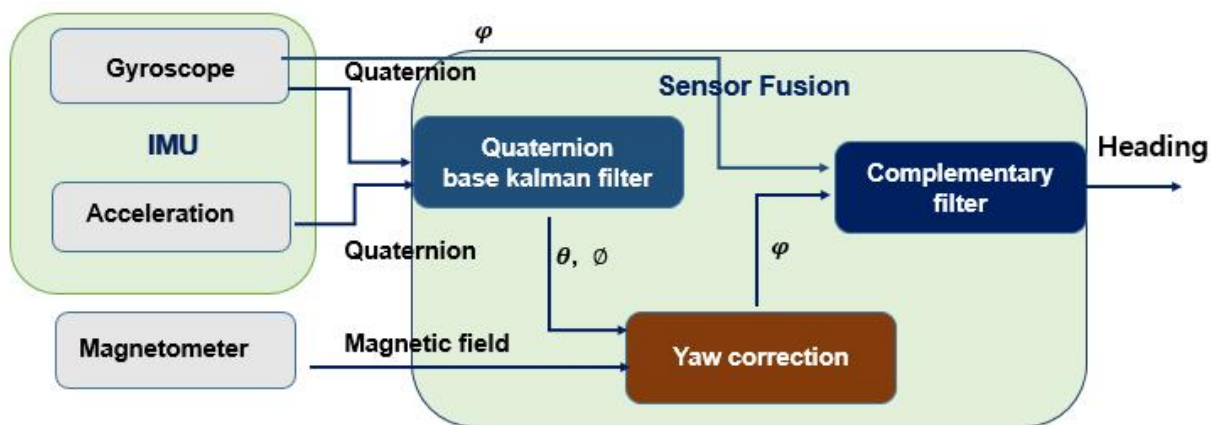 φ
Gyroscope
Quaternion
Sensor Fusion
IMU
Quaternion
base kalman filter
Complementary
filter
Heading
Acceleration
Quaternion
θ, ∅
φ
Magnetometer
Magnetic field
Yaw correction